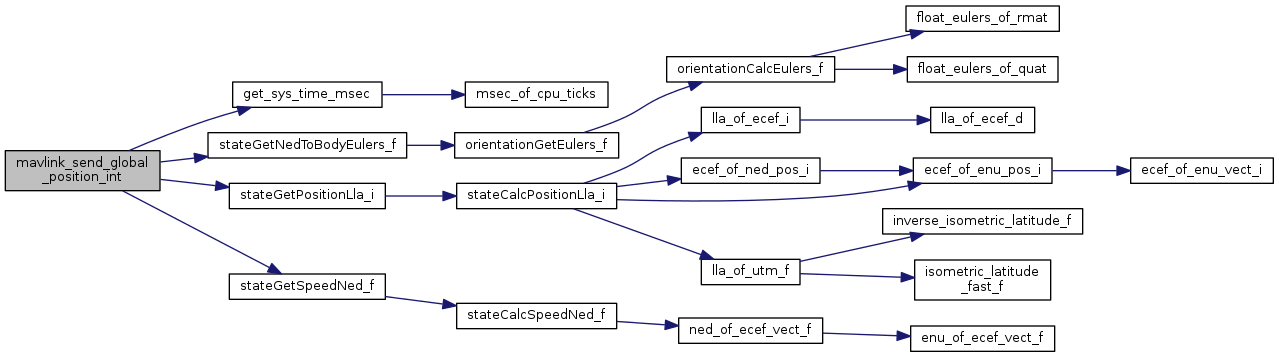 mavlink_send_global
_position_int
get_sys_time_msec
msec_of_cpu_ticks
stateGetNedToBodyEulers_f
orientationGetEulers_f
orientationCalcEulers_f
float_eulers_of_rmat
float_eulers_of_quat
stateGetPositionLla_i
stateCalcPositionLla_i
lla_of_ecef_i
lla_of_ecef_d
ecef_of_ned_pos_i
ecef_of_enu_pos_i
ecef_of_enu_vect_i
lla_of_utm_f
inverse_isometric_latitude_f
isometric_latitude
_fast_f
stateGetSpeedNed_f
stateCalcSpeedNed_f
ned_of_ecef_vect_f
enu_of_ecef_vect_f